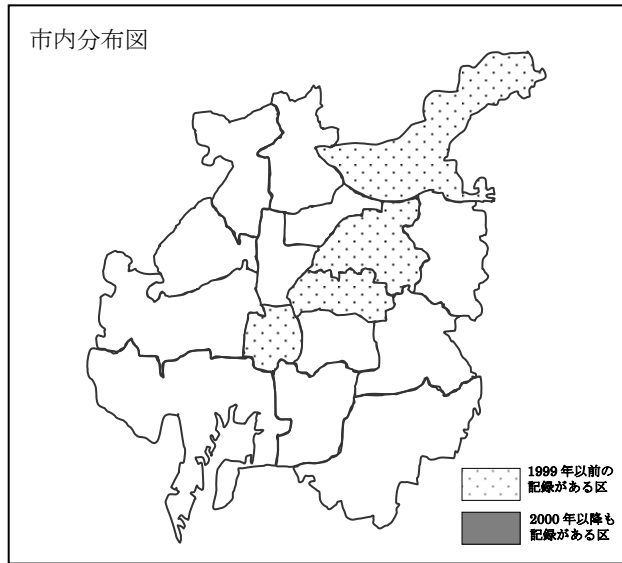 市内分布図
1999 年以前の
記録がある区
2000 年以降も
記録がある区